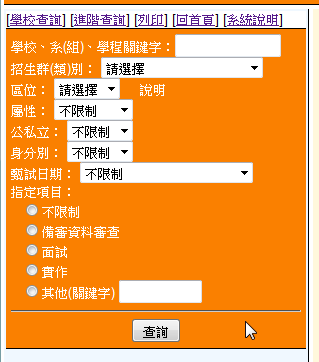 [學校查詢] [進階查詢] [列印] [回首頁] [系統說明]
學校、系(組)、學程關鍵字：
招生群(類)別： 請選擇
區位： 請選擇 說明
屬性： 不限制
公私立： 不限制
身分別： 不限制
甄試日期： 不限制
指定項目：
不限制
備審資料審查
面試
實作
其他(關鍵字)
查詢